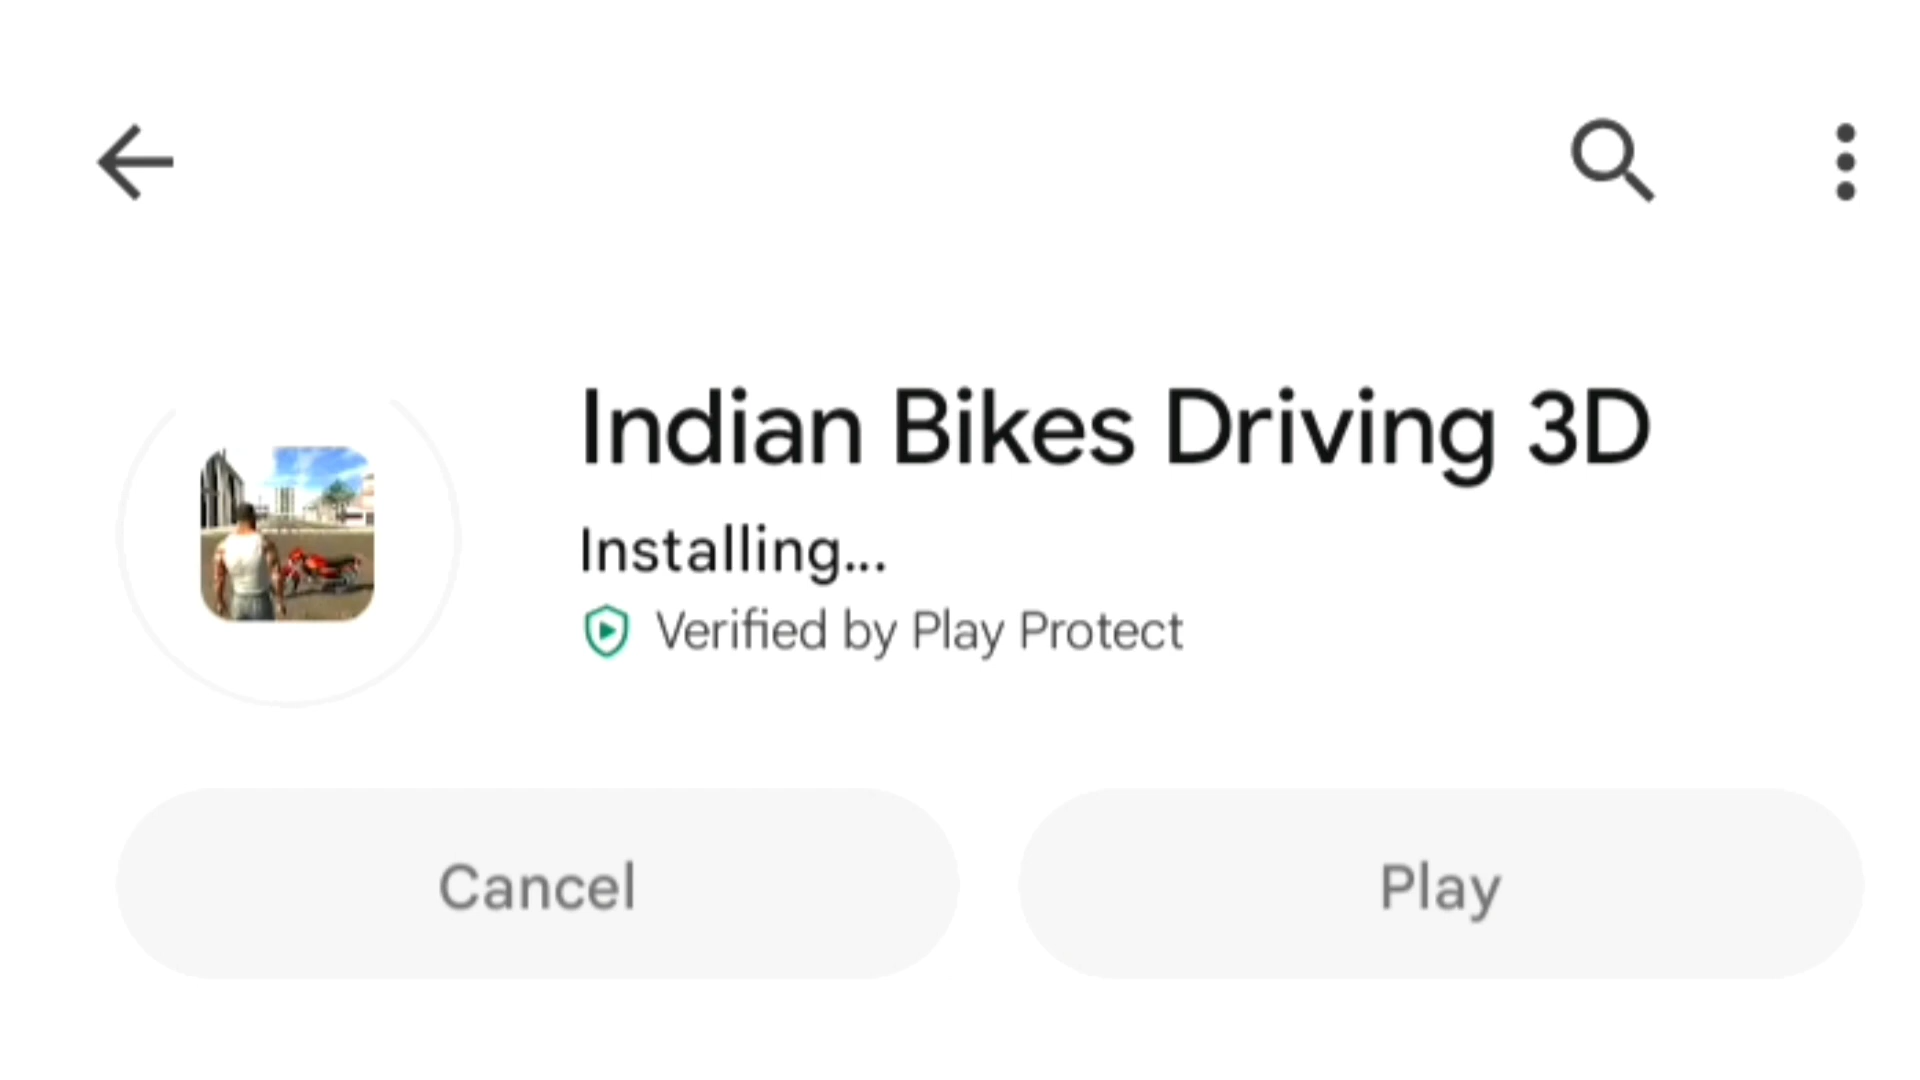 Indian Bikes Driving 3D
Installing...
Verified by Play Protect
Cancel
Play